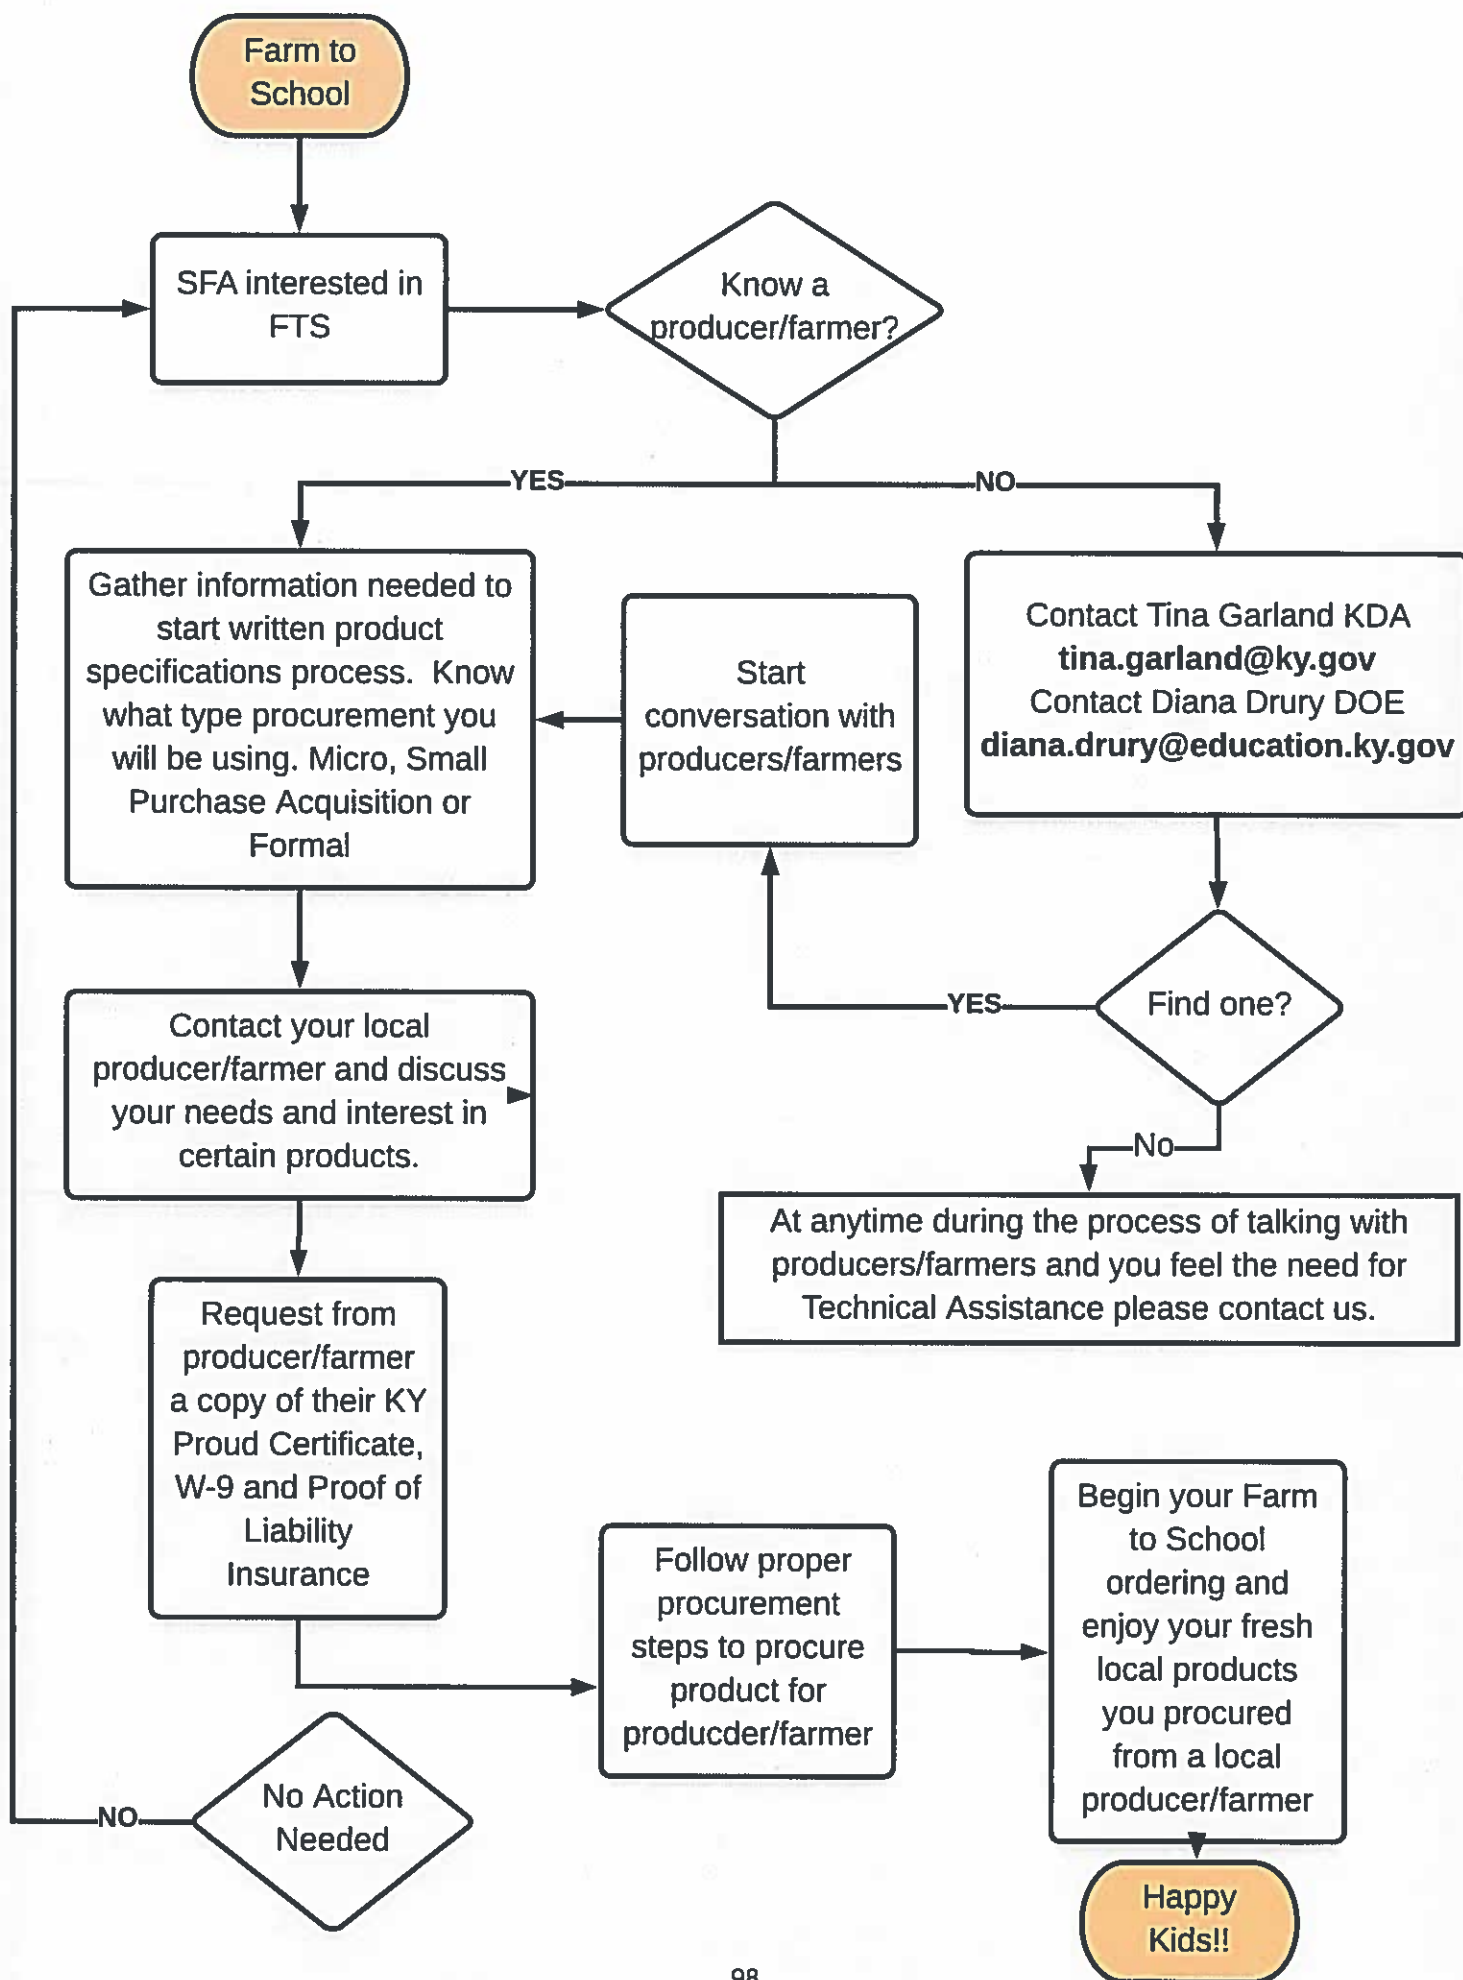 Farm to
School
SFA interested in
FTS
Know a
producer/farmer?
YES
NO
Gather information needed to
start written product
specifications process.  Know
what type procurement you
will be using. Micro, Small
Purchase Acquisition or
Formal
Start
conversation with
producers/farmers
Contact Tina Garland KDA
tina.garland@ky.gov
Contact Diana Drury DOE
diana.drury@education.ky.gov
Find one?
YES
No
Contact your local
producer/farmer and discuss
your needs and interest in
certain products.
At anytime during the process of talking with
producers/farmers and you feel the need for
Technical Assistance please contact us.
Request from
producer/farmer
a copy of their KY
Proud Certificate,
W-9 and Proof of
Liability
Insurance
Follow proper
procurement
steps to procure
product for
producder/farmer
Begin your Farm
to School
ordering and
enjoy your fresh
local products
you procured
from a local
producer/farmer
No Action
Needed
NO
Happy
Kids!!
98